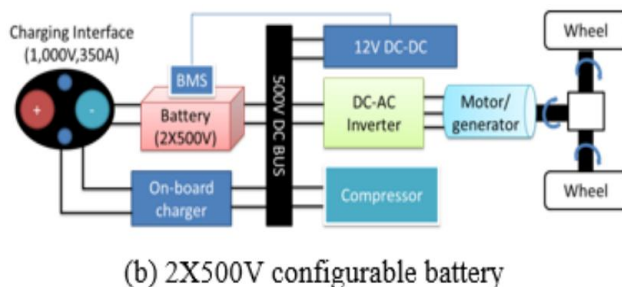 Charging Interface
(1,000V,350A)
+
-
BMS
Battery
(2X500V)
On-board
charger
500V DC BUS
12V DC-DC
DC-AC
Inverter
Compressor
Motor/
generator
Wheel
Wheel
(b) 2X500V configurable battery